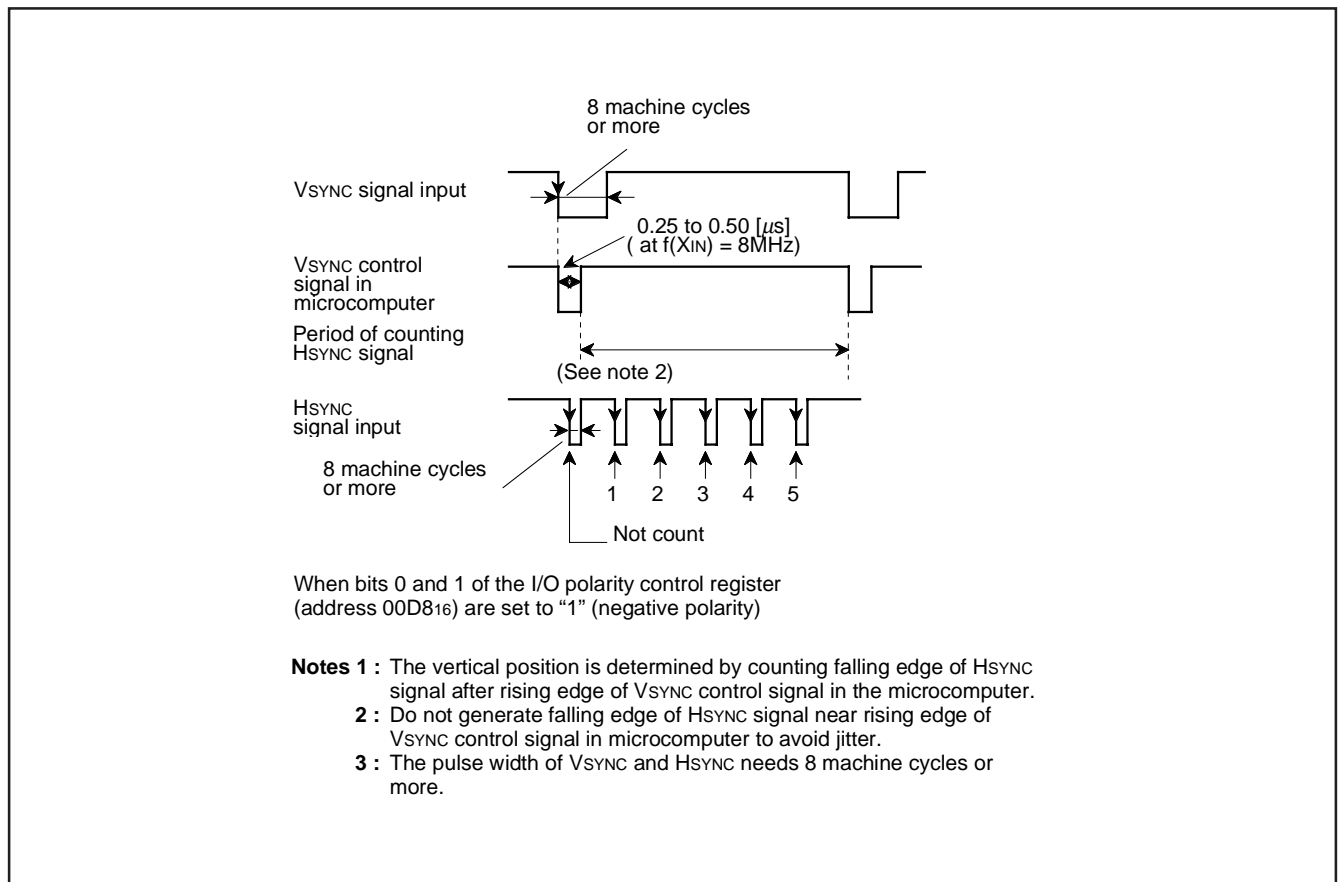 8 machine cycles
or more
VSYNC signal input
0.25 to 0.50 [μs]
( at f(XIN) = 8MHz)
VSYNC control
signal in
microcomputer
Period of counting
HSYNC signal
(See note 2)
HSYNC
signal input
8 machine cycles
or more
1 2 3 4 5
Not count
When bits 0 and 1 of the I/O polarity control register
(address 00D816) are set to “1” (negative polarity)
Notes 1 : The vertical position is determined by counting falling edge of HSYNC
signal after rising edge of VSYNC control signal in the microcomputer.
2 : Do not generate falling edge of HSYNC signal near rising edge of
VSYNC control signal in microcomputer to avoid jitter.
3 : The pulse width of VSYNC and HSYNC needs 8 machine cycles or
more.